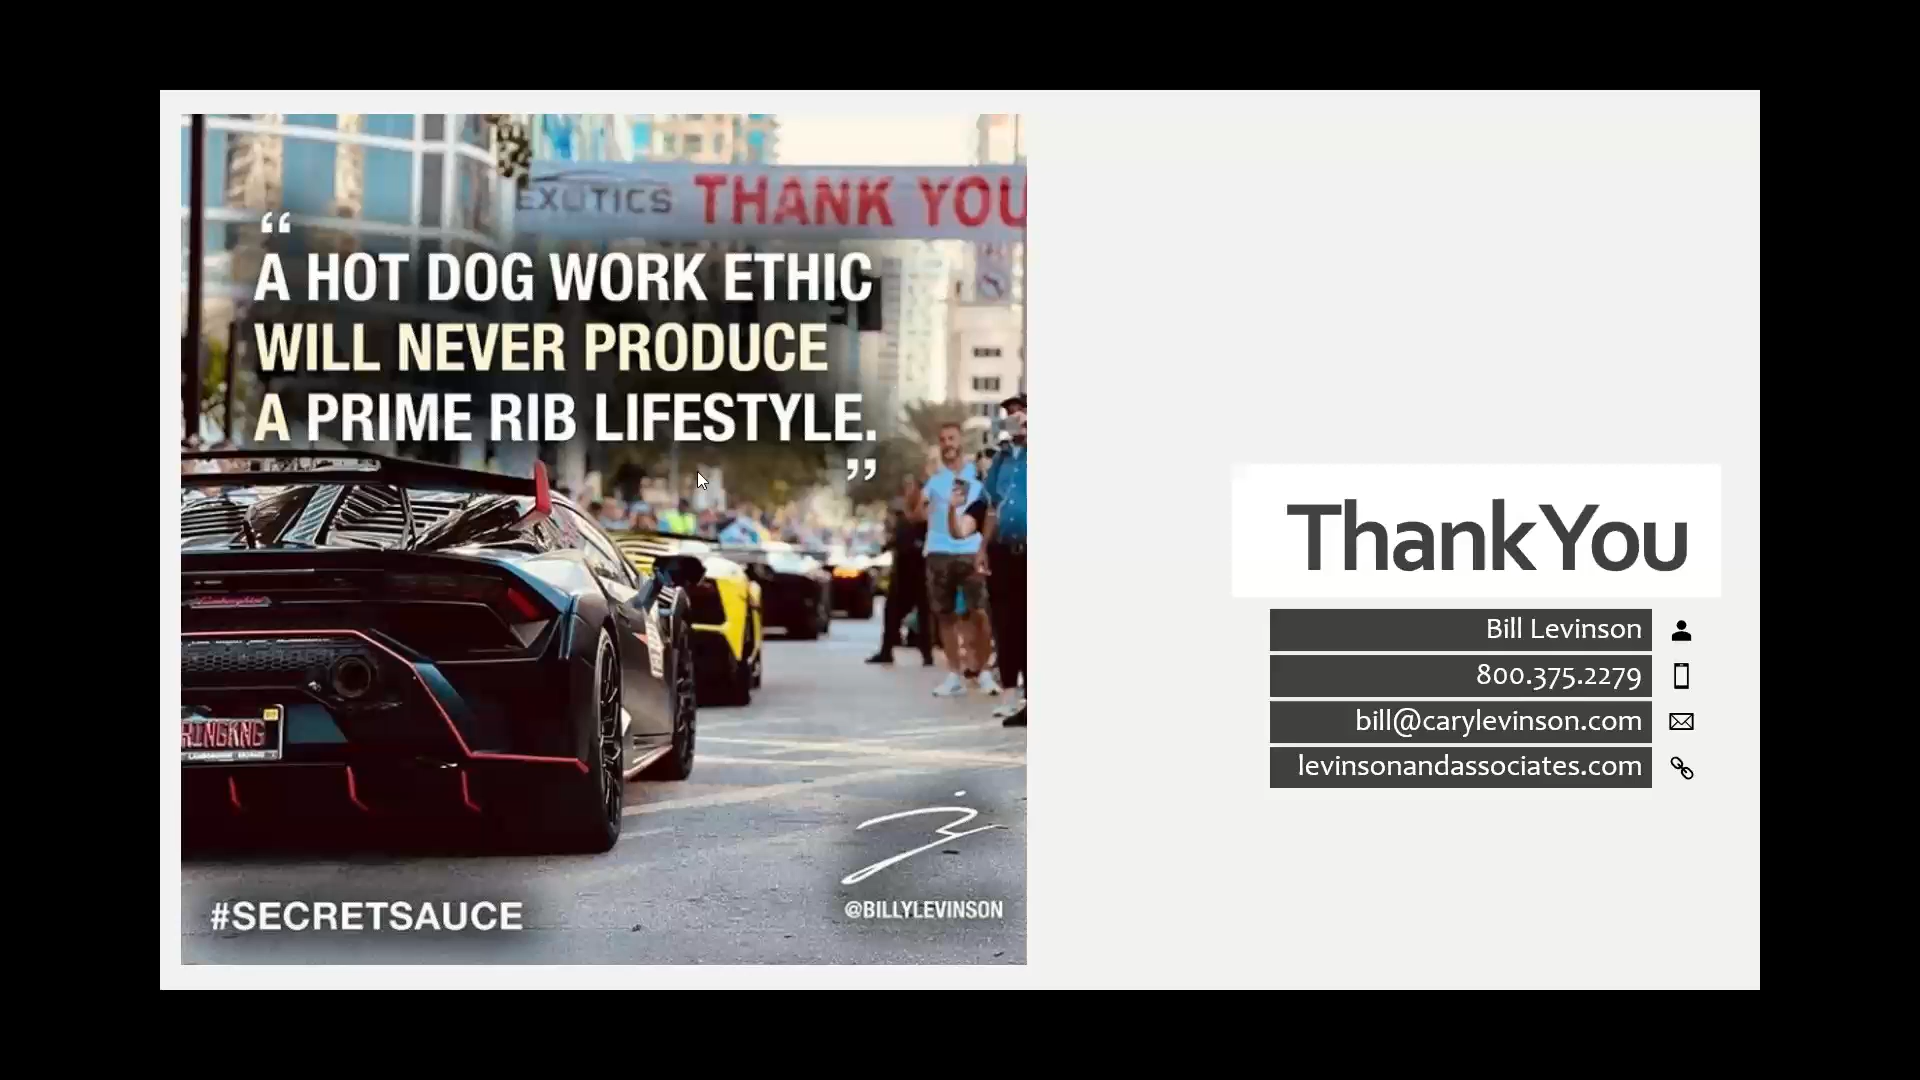 EXOTICS THANK YOU
“
A HOT DOG WORK ETHIC
WILL NEVER PRODUCE
A PRIME RIB LIFESTYLE.
”
RINGKNG
#SECRETSAUCE
@BILLYLEVINSON
Thank You
Bill Levinson
800.375.2279
bill@carylevinson.com
levinsonandassociates.com